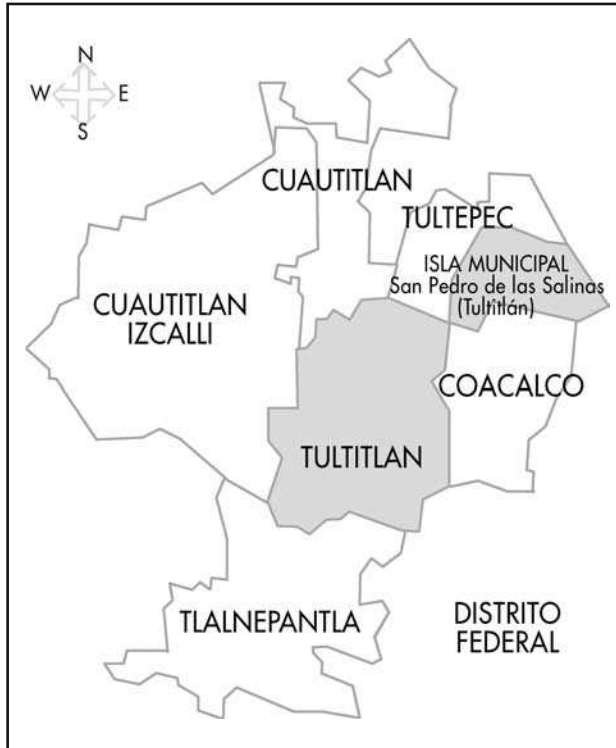 N
W E
S
CUAUTITLAN
TULTEPEC
ISLA MUNICIPAL
San Pedro de las Salinas
(Tultitlán)
CUAUTITLAN
IZCALLI
COACALCO
TULTITLAN
TLALNEPANTLA
DISTRITO
FEDERAL